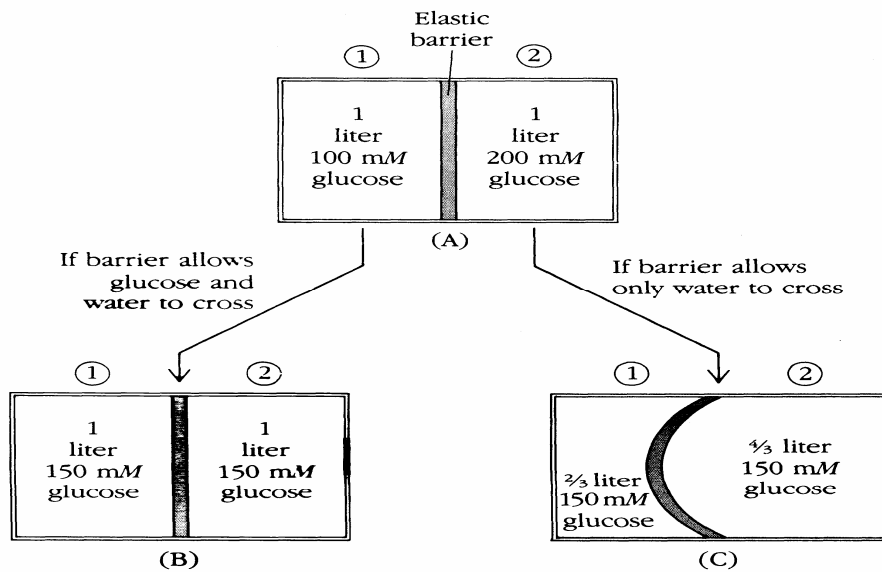 Elastic
barrier
① ②
1
liter
100 mM
glucose
1
liter
200 mM
glucose
(A)
If barrier allows
glucose and
water to cross
If barrier allows
only water to cross
① ②
1
liter
150 mM
glucose
1
liter
150 mM
glucose
(B)
① ②
⅔ liter
150 mM
glucose
⁴⁄₃ liter
150 mM
glucose
(C)